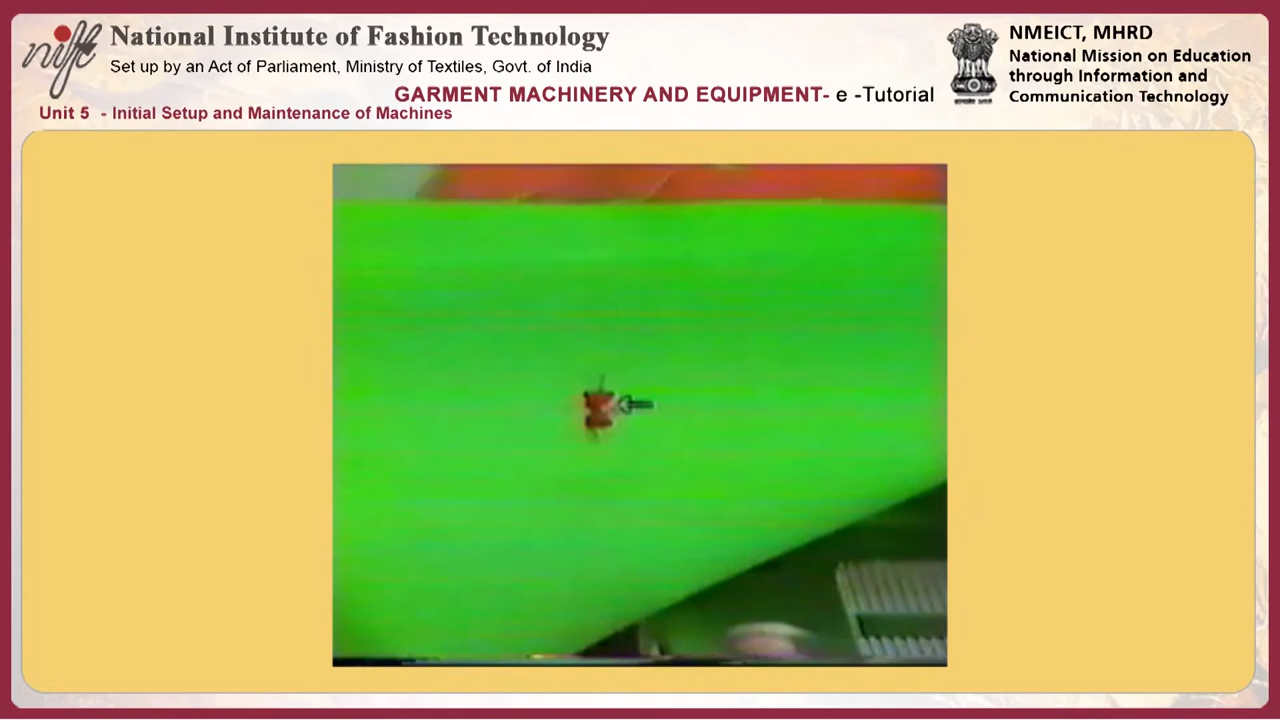 nift
National Institute of Fashion Technology
Set up by an Act of Parliament, Ministry of Textiles, Govt. of India
NMEICT, MHRD
National Mission on Education
through Information and
Communication Technology
GARMENT MACHINERY AND EQUIPMENT- e -Tutorial
Unit 5 - Initial Setup and Maintenance of Machines